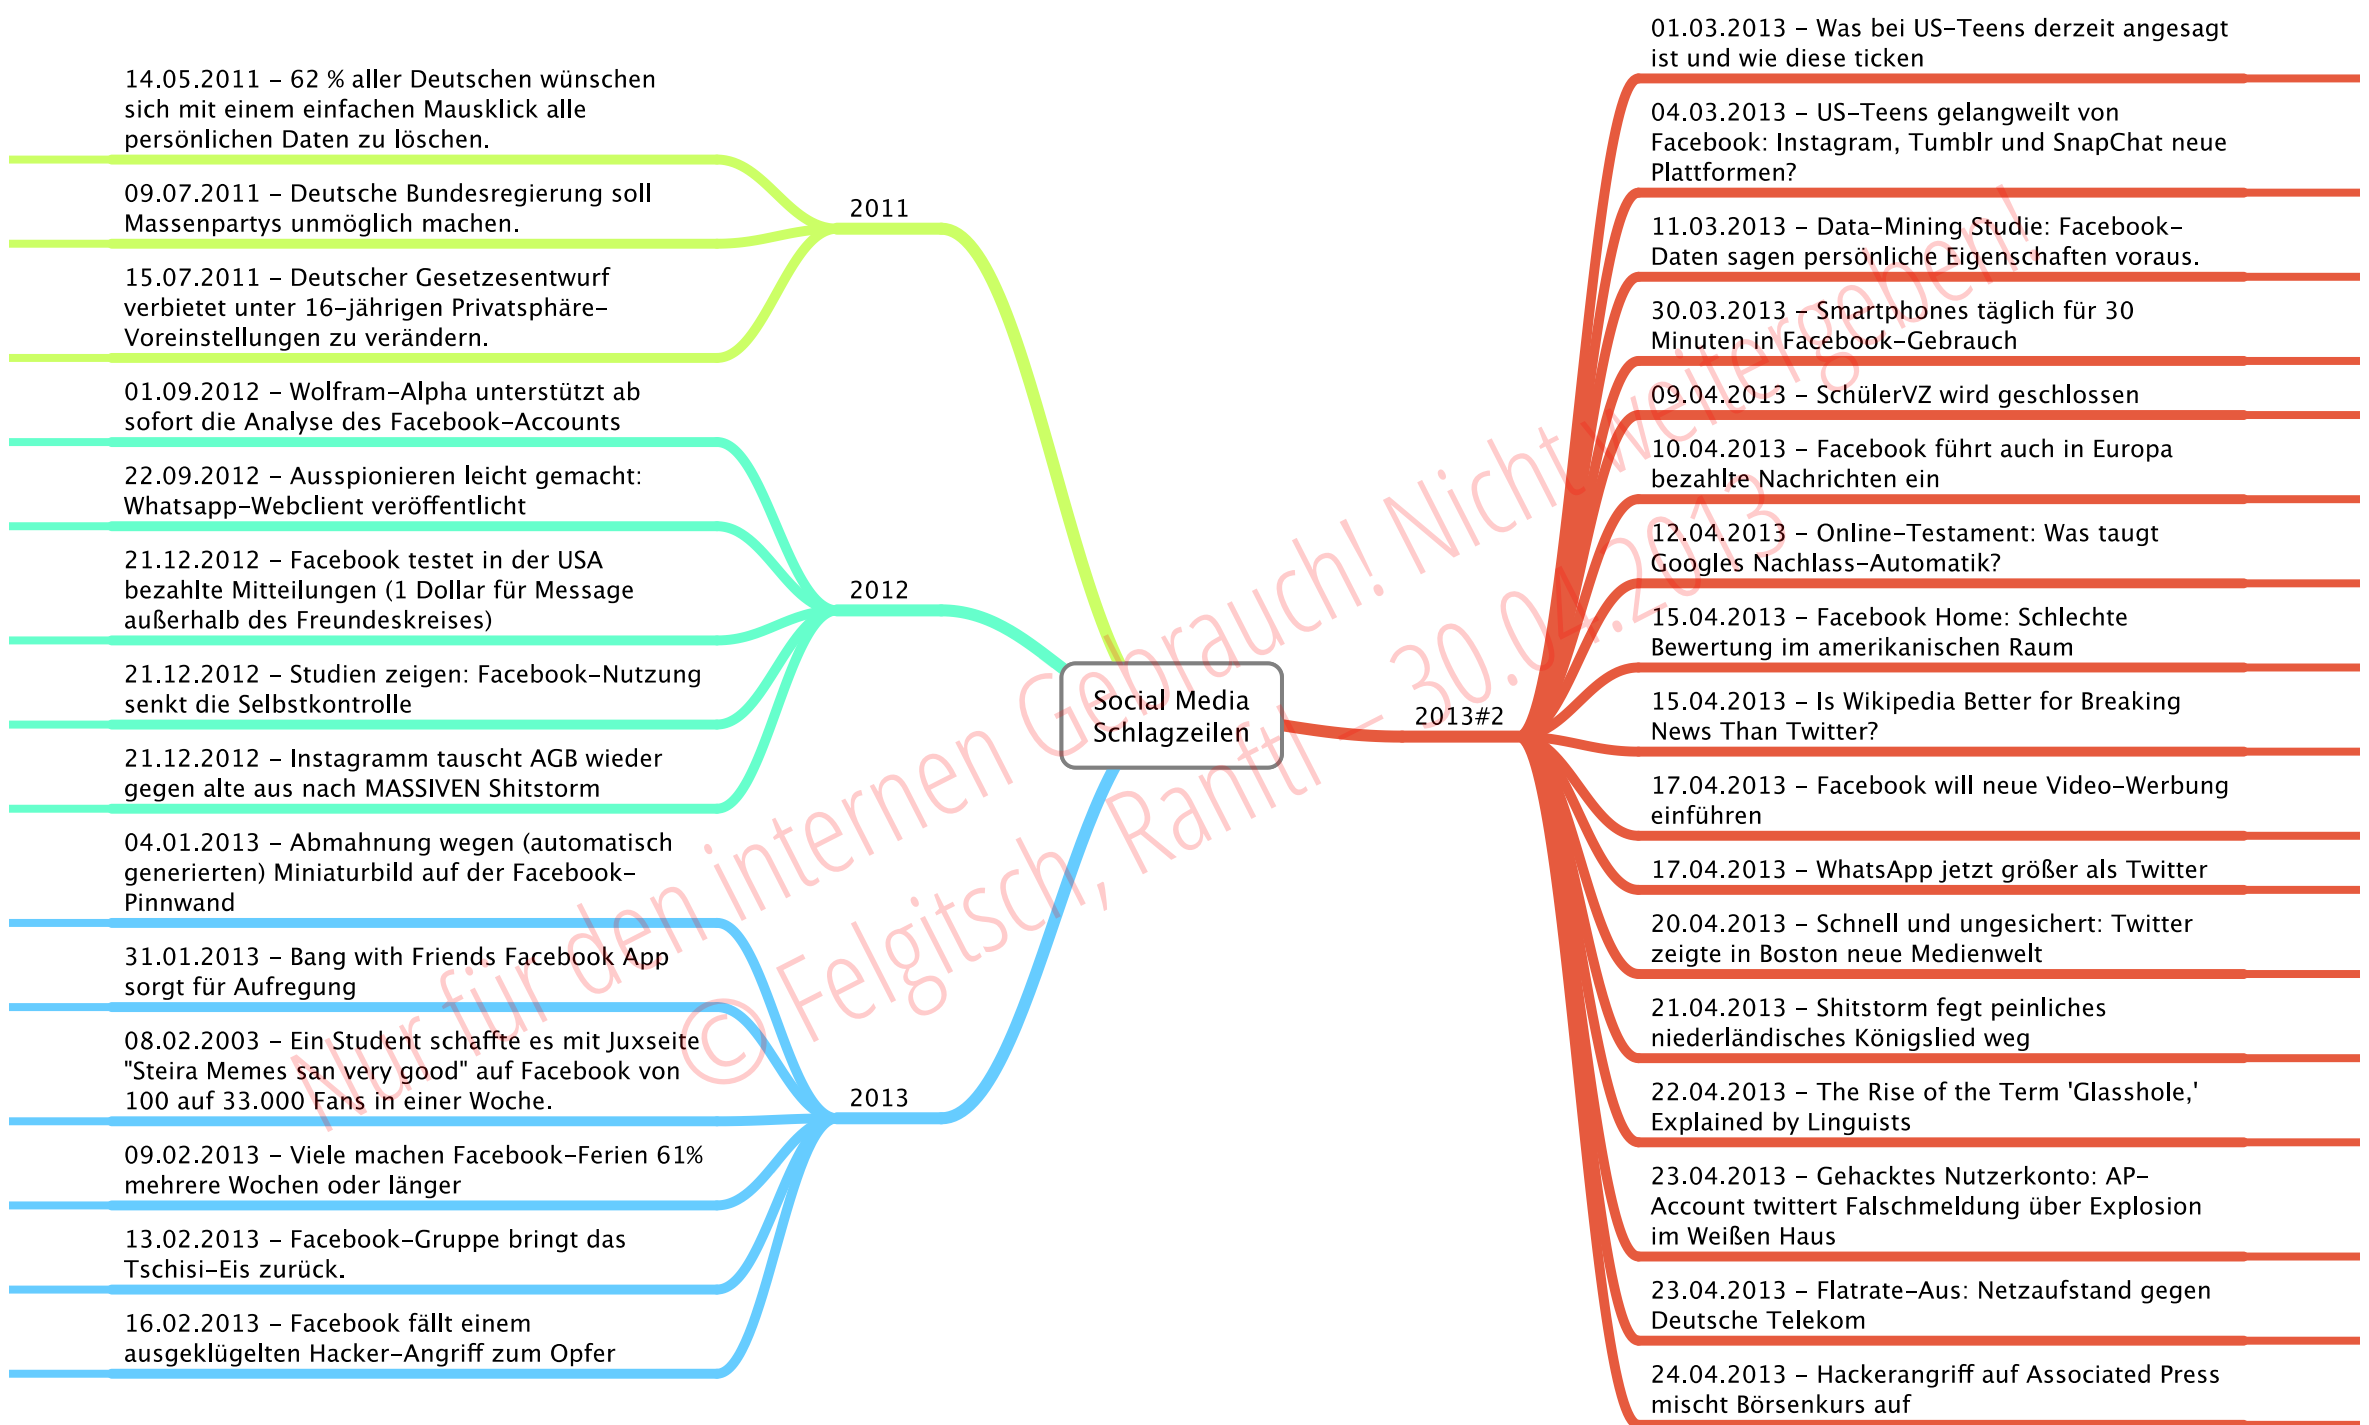 Social Media
Schlagzeilen
2011
14.05.2011 – 62 % aller Deutschen wünschen
sich mit einem einfachen Mausklick alle
persönlichen Daten zu löschen.
09.07.2011 – Deutsche Bundesregierung soll
Massenpartys unmöglich machen.
15.07.2011 – Deutscher Gesetzesentwurf
verbietet unter 16–jährigen Privatsphäre–
Voreinstellungen zu verändern.
2012
01.09.2012 – Wolfram–Alpha unterstützt ab
sofort die Analyse des Facebook–Accounts
22.09.2012 – Ausspionieren leicht gemacht:
Whatsapp–Webclient veröffentlicht
21.12.2012 – Facebook testet in der USA
bezahlte Mitteilungen (1 Dollar für Message
außerhalb des Freundeskreises)
21.12.2012 – Studien zeigen: Facebook–Nutzung
senkt die Selbstkontrolle
21.12.2012 – Instagramm tauscht AGB wieder
gegen alte aus nach MASSIVEN Shitstorm
2013
04.01.2013 – Abmahnung wegen (automatisch
generierten) Miniaturbild auf der Facebook–
Pinnwand
31.01.2013 – Bang with Friends Facebook App
sorgt für Aufregung
08.02.2003 – Ein Student schaffte es mit Juxseite
"Steira Memes san very good" auf Facebook von
100 auf 33.000 Fans in einer Woche.
09.02.2013 – Viele machen Facebook–Ferien 61%
mehrere Wochen oder länger
13.02.2013 – Facebook–Gruppe bringt das
Tschisi–Eis zurück.
16.02.2013 – Facebook fällt einem
ausgeklügelten Hacker–Angriff zum Opfer
2013#2
01.03.2013 – Was bei US–Teens derzeit angesagt
ist und wie diese ticken
04.03.2013 – US–Teens gelangweilt von
Facebook: Instagram, Tumblr und SnapChat neue
Plattformen?
11.03.2013 – Data–Mining Studie: Facebook–
Daten sagen persönliche Eigenschaften voraus.
30.03.2013 – Smartphones täglich für 30
Minuten in Facebook–Gebrauch
09.04.2013 – SchülerVZ wird geschlossen
10.04.2013 – Facebook führt auch in Europa
bezahlte Nachrichten ein
12.04.2013 – Online–Testament: Was taugt
Googles Nachlass–Automatik?
15.04.2013 – Facebook Home: Schlechte
Bewertung im amerikanischen Raum
15.04.2013 – Is Wikipedia Better for Breaking
News Than Twitter?
17.04.2013 – Facebook will neue Video–Werbung
einführen
17.04.2013 – WhatsApp jetzt größer als Twitter
20.04.2013 – Schnell und ungesichert: Twitter
zeigte in Boston neue Medienwelt
21.04.2013 – Shitstorm fegt peinliches
niederländisches Königslied weg
22.04.2013 – The Rise of the Term 'Glasshole,'
Explained by Linguists
23.04.2013 – Gehacktes Nutzerkonto: AP–
Account twittert Falschmeldung über Explosion
im Weißen Haus
23.04.2013 – Flatrate–Aus: Netzaufstand gegen
Deutsche Telekom
24.04.2013 – Hackerangriff auf Associated Press
mischt Börsenkurs auf
Nur für den internen Gebrauch! Nicht weitergeben!
© Felgitsch, Ranftl – 30.04.2013